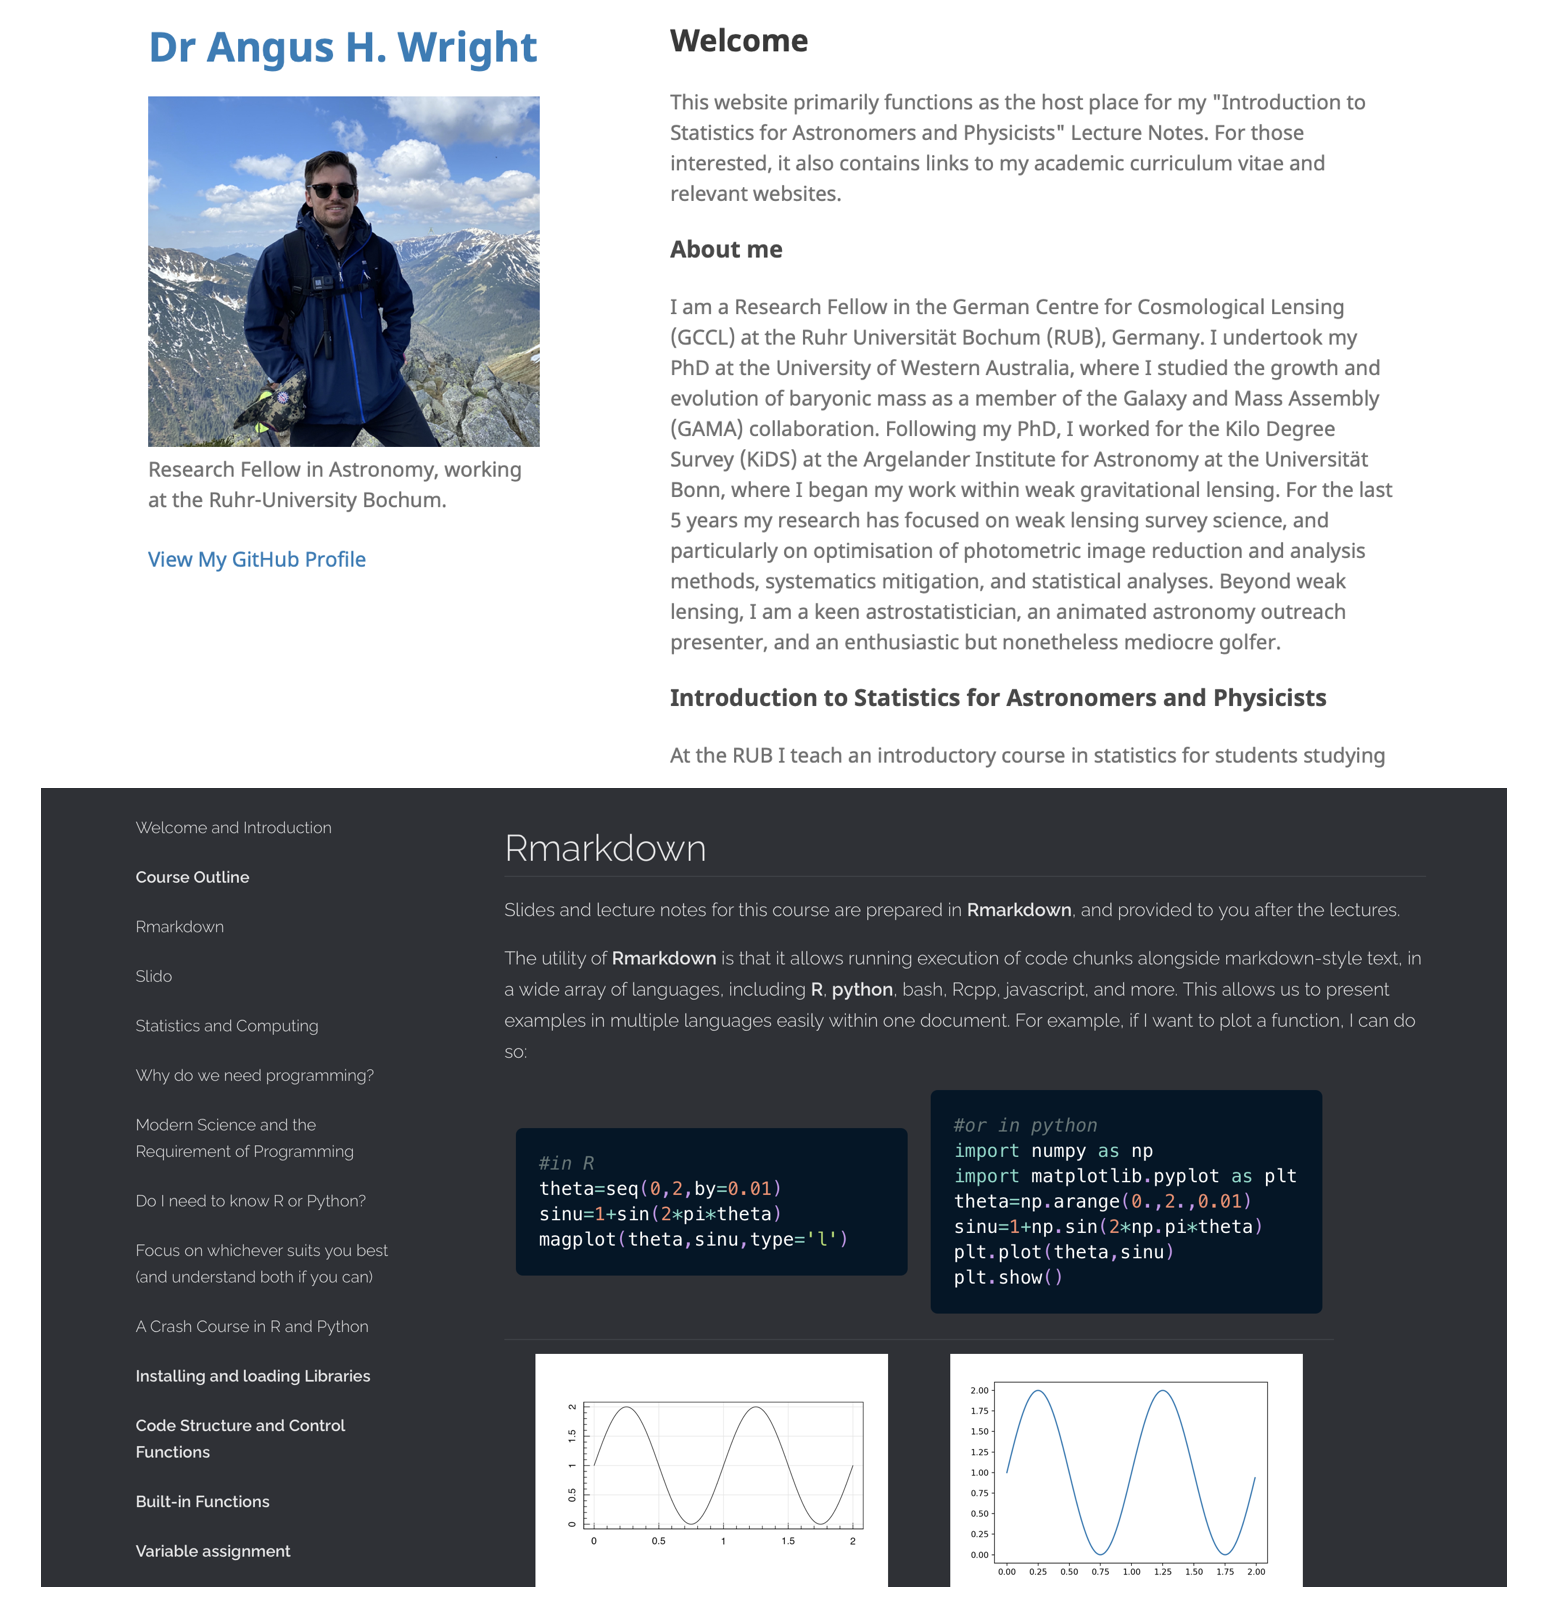 Dr Angus H. Wright
Research Fellow in Astronomy, working
at the Ruhr-University Bochum.
View My GitHub Profile
Welcome
This website primarily functions as the host place for my "Introduction to
Statistics for Astronomers and Physicists" Lecture Notes. For those
interested, it also contains links to my academic curriculum vitae and
relevant websites.
About me
I am a Research Fellow in the German Centre for Cosmological Lensing
(GCCL) at the Ruhr Universität Bochum (RUB), Germany. I undertook my
PhD at the University of Western Australia, where I studied the growth and
evolution of baryonic mass as a member of the Galaxy and Mass Assembly
(GAMA) collaboration. Following my PhD, I worked for the Kilo Degree
Survey (KiDS) at the Argelander Institute for Astronomy at the Universität
Bonn, where I began my work within weak gravitational lensing. For the last
5 years my research has focused on weak lensing survey science, and
particularly on optimisation of photometric image reduction and analysis
methods, systematics mitigation, and statistical analyses. Beyond weak
lensing, I am a keen astrostatistician, an animated astronomy outreach
presenter, and an enthusiastic but nonetheless mediocre golfer.
Introduction to Statistics for Astronomers and Physicists
At the RUB I teach an introductory course in statistics for students studying
Welcome and Introduction
Course Outline
Rmarkdown
Slido
Statistics and Computing
Why do we need programming?
Modern Science and the
Requirement of Programming
Do I need to know R or Python?
Focus on whichever suits you best
(and understand both if you can)
A Crash Course in R and Python
Installing and loading Libraries
Code Structure and Control
Functions
Built-in Functions
Variable assignment
Rmarkdown
Slides and lecture notes for this course are prepared in Rmarkdown, and provided to you after the lectures.
The utility of Rmarkdown is that it allows running execution of code chunks alongside markdown-style text, in
a wide array of languages, including R, python, bash, Rcpp, javascript, and more. This allows us to present
examples in multiple languages easily within one document. For example, if I want to plot a function, I can do
so:
#in R
theta=seq(0,2,by=0.01)
sinu=1+sin(2*pi*theta)
magplot(theta,sinu,type='l')
#or in python
import numpy as np
import matplotlib.pyplot as plt
theta=np.arange(0.,2.,0.01)
sinu=1+np.sin(2*np.pi*theta)
plt.plot(theta,sinu)
plt.show()
2
1.5
1
0.5
0
0 0.5 1 1.5 2
2.00
1.75
1.50
1.25
1.00
0.75
0.50
0.25
0.00
0.00 0.25 0.50 0.75 1.00 1.25 1.50 1.75 2.00